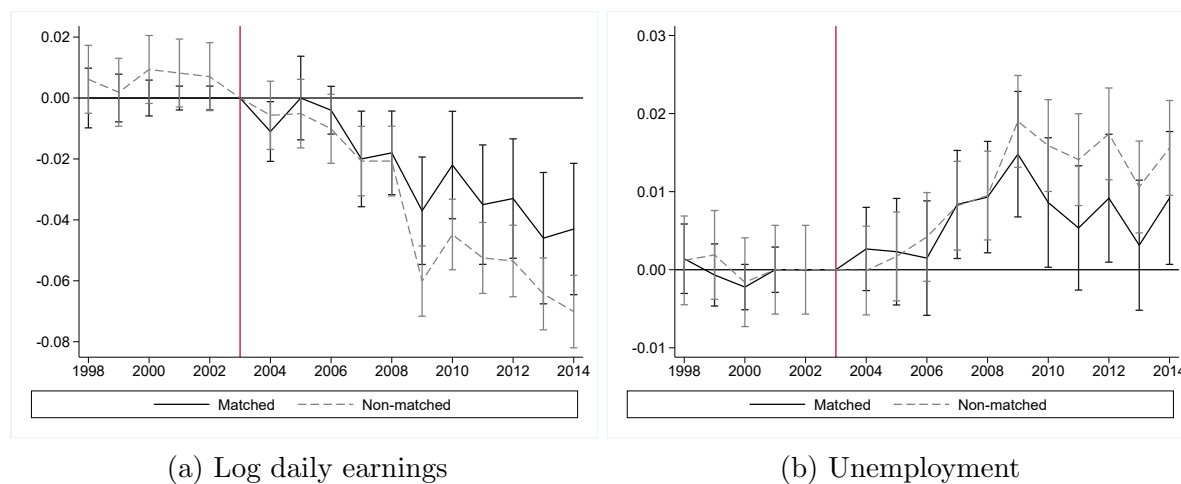 0.02
0.00
-0.02
-0.04
-0.06
-0.08
1998 2000 2002 2004 2006 2008 2010 2012 2014
Matched Non-matched
(a) Log daily earnings
0.03
0.02
0.01
0.00
-0.01
1998 2000 2002 2004 2006 2008 2010 2012 2014
Matched Non-matched
(b) Unemployment